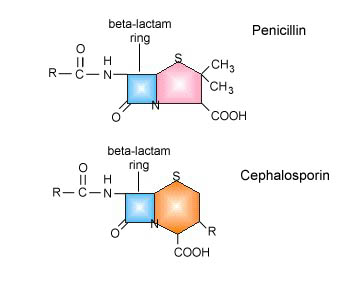 beta-lactam
ring
Penicillin
O
R–C–N
H
S
CH3
CH3
O
N
COOH
beta-lactam
ring
Cephalosporin
O
R–C–N
H
S
O
N
R
COOH